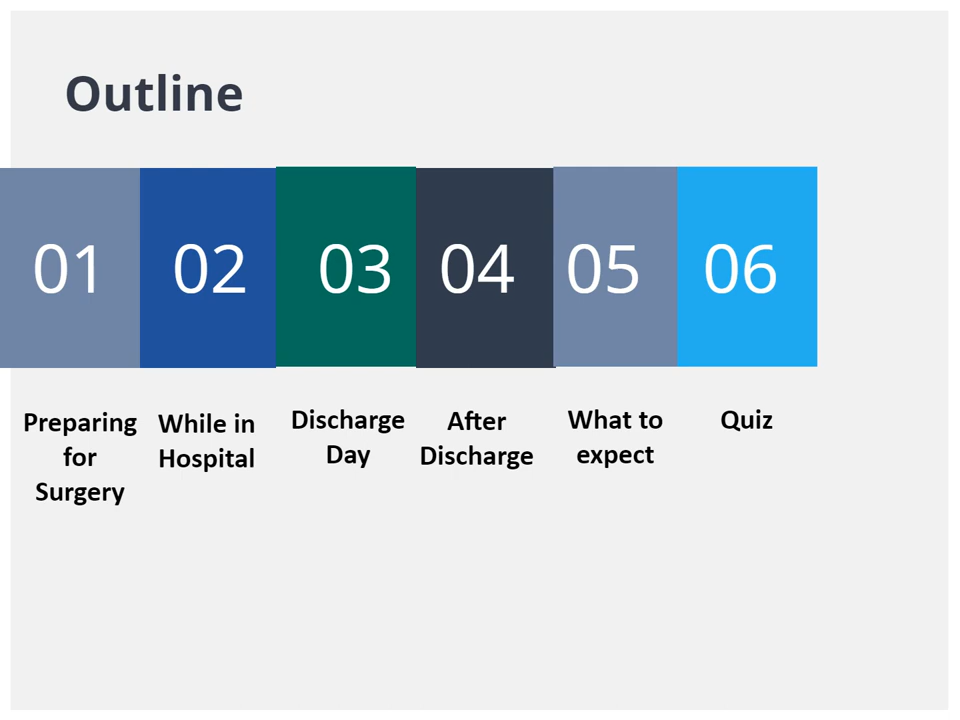 Outline
01 02 03 04 05 06
Preparing
for
Surgery
While in
Hospital
Discharge
Day
After
Discharge
What to
expect
Quiz